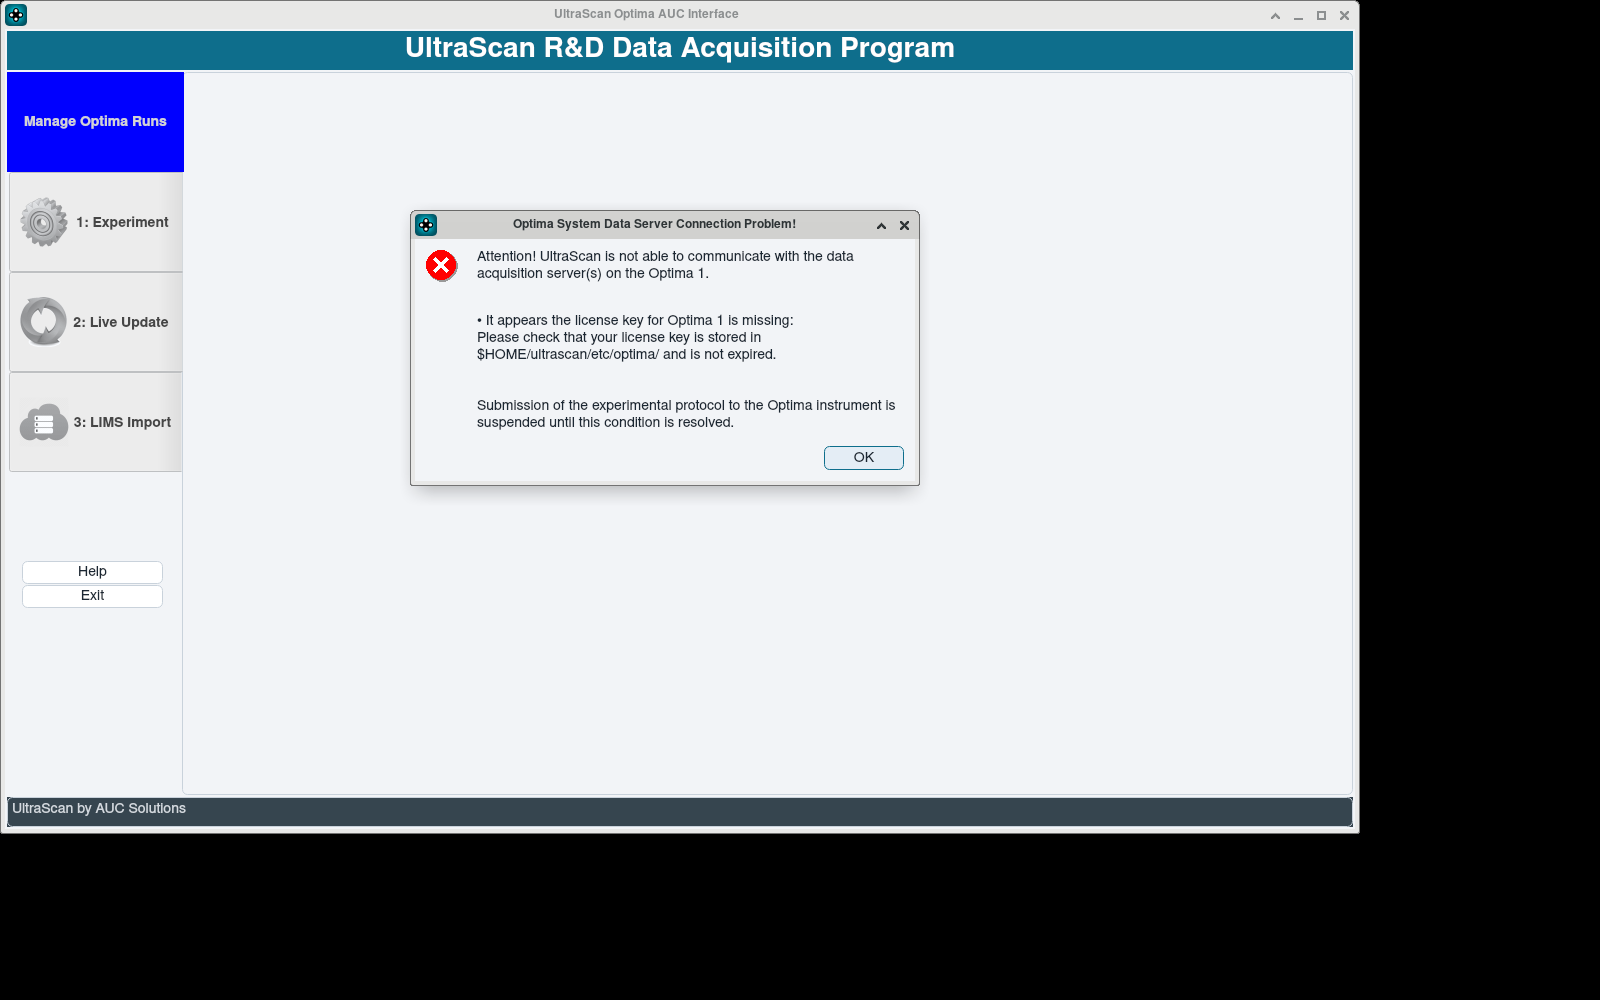 UltraScan Optima AUC Interface
UltraScan R&D Data Acquisition Program
Manage Optima Runs
1: Experiment
2: Live Update
3: LIMS Import
Help
Exit
Optima System Data Server Connection Problem!
Attention! UltraScan is not able to communicate with the data
acquisition server(s) on the Optima 1.
• It appears the license key for Optima 1 is missing:
Please check that your license key is stored in
$HOME/ultrascan/etc/optima/ and is not expired.
Submission of the experimental protocol to the Optima instrument is
suspended until this condition is resolved.
OK
UltraScan by AUC Solutions